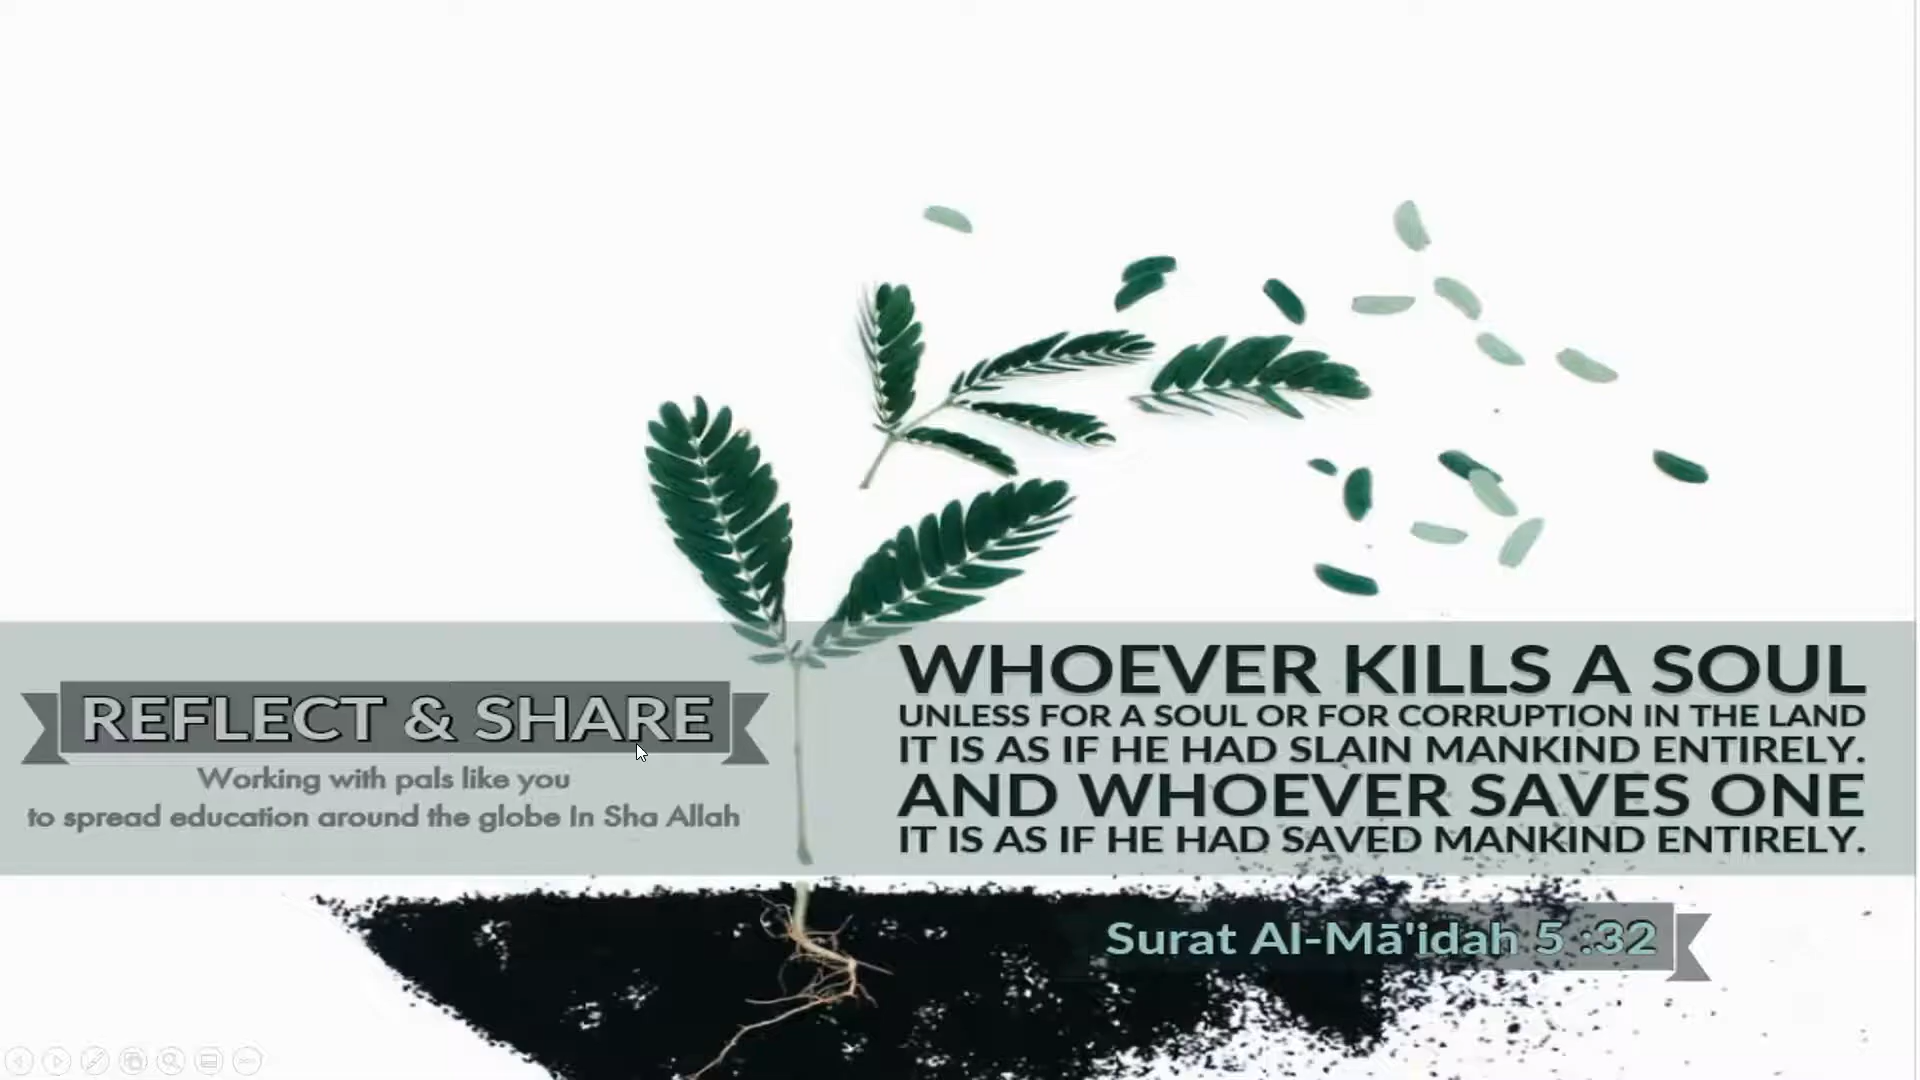 REFLECT & SHARE
Working with pals like you
to spread education around the globe In Sha Allah
WHOEVER KILLS A SOUL
UNLESS FOR A SOUL OR FOR CORRUPTION IN THE LAND
IT IS AS IF HE HAD SLAIN MANKIND ENTIRELY.
AND WHOEVER SAVES ONE
IT IS AS IF HE HAD SAVED MANKIND ENTIRELY.
Surat Al-Mā'idah 5 :32